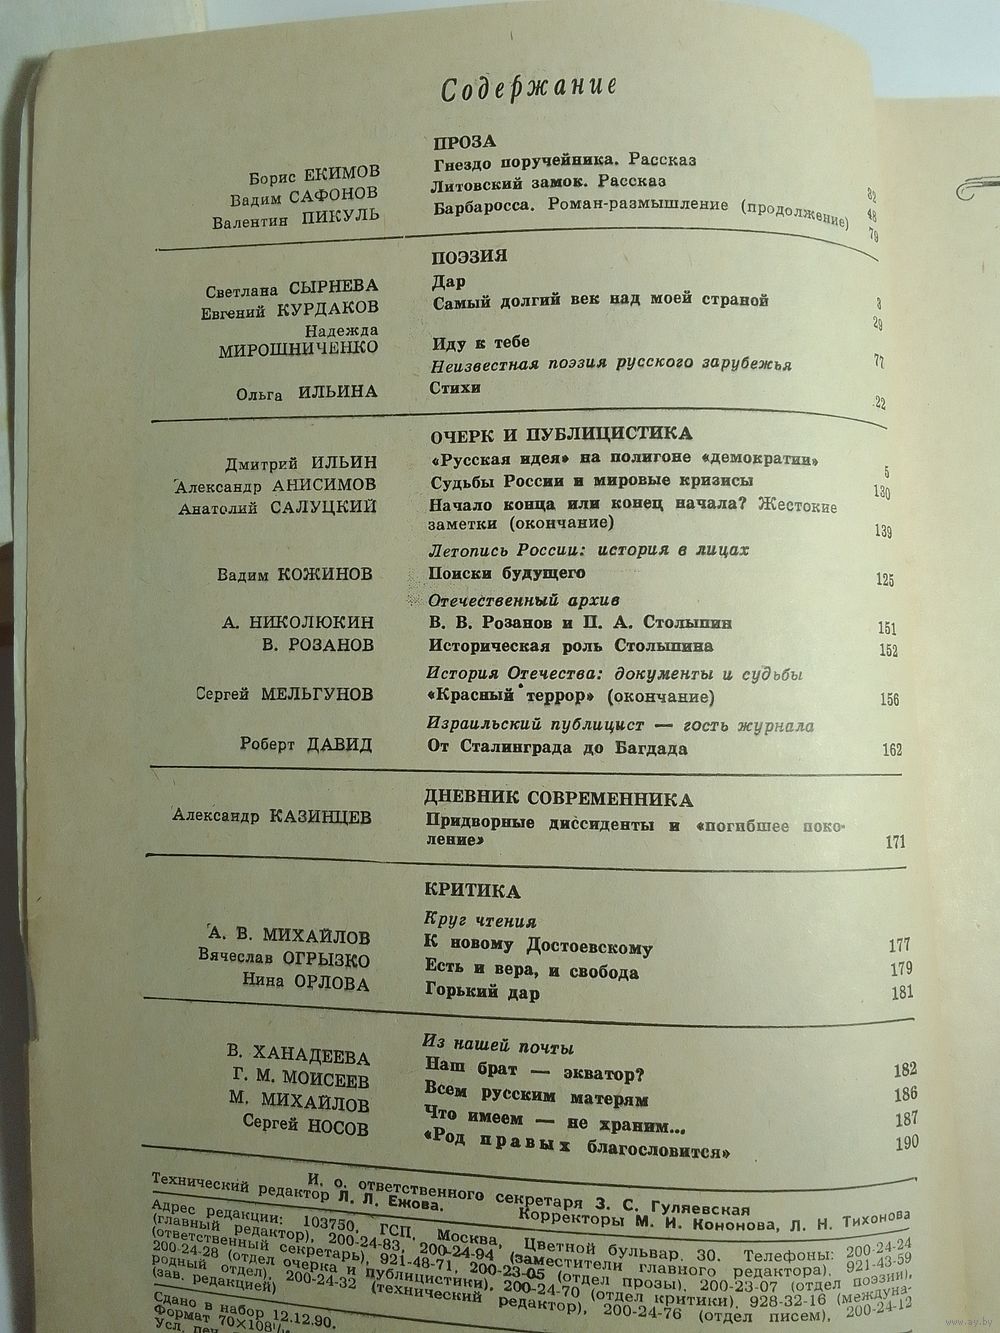 Содержание
ПРОЗА
Борис ЕКИМОВ Гнездо поручейника. Рассказ 32
Вадим САФОНОВ Литовский замок. Рассказ 48
Валентин ПИКУЛЬ Барбаросса. Роман-размышление (продолжение) 79
ПОЭЗИЯ
Светлана СЫРНЕВА Дар 3
Евгений КУРДАКОВ Самый долгий век над моей страной 29
Надежда
МИРОШНИЧЕНКО Иду к тебе 77
Неизвестная поэзия русского зарубежья
Ольга ИЛЬИНА Стихи 22
ОЧЕРК И ПУБЛИЦИСТИКА
Дмитрий ИЛЬИН «Русская идея» на полигоне «демократии» 5
Александр АНИСИМОВ Судьбы России и мировые кризисы 130
Анатолий САЛУЦКИЙ Начало конца или конец начала? Жестокие
заметки (окончание) 139
Летопись России: история в лицах
Вадим КОЖИНОВ Поиски будущего 125
Отечественный архив
А. НИКОЛЮКИН В. В. Розанов и П. А. Столыпин 151
В. РОЗАНОВ Историческая роль Столыпина 152
История Отечества: документы и судьбы
Сергей МЕЛЬГУНОВ «Красный террор» (окончание) 156
Израильский публицист — гость журнала
Роберт ДАВИД От Сталинграда до Багдада 162
ДНЕВНИК СОВРЕМЕННИКА
Александр КАЗИНЦЕВ Придворные диссиденты и «погибшее поко-
ление» 171
КРИТИКА
Круг чтения
А. В. МИХАЙЛОВ К новому Достоевскому 177
Вячеслав ОГРЫЗКО Есть и вера, и свобода 179
Нина ОРЛОВА Горький дар 181
Из нашей почты
В. ХАНАДЕЕВА Наш брат — экватор? 182
Г. М. МОИСЕЕВ Всем русским матерям 186
М. МИХАЙЛОВ Что имеем — не храним... 187
Сергей НОСОВ «Род правых благословится» 190
И. о. ответственного секретаря З. С. Гуляевская
Технический редактор Л. Л. Ежова. Корректоры М. И. Кононова, Л. Н. Тихонова
Адрес редакции: 103750, ГСП, Москва, Цветной бульвар, 30. Телефоны: 200-24-24
(главный редактор), 200-24-83, 200-24-94 (заместители главного редактора), 921-43-59
(ответственный секретарь), 921-48-71, 200-23-05 (отдел прозы), 200-23-07 (отдел поэзии),
200-24-28 (отдел очерка и публицистики), 200-24-70 (отдел критики), 928-32-16 (междуна-
родный отдел), 200-24-32 (технический редактор), 200-24-76 (отдел писем), 200-24-12
(зав. редакцией)
Сдано в набор 12.12.90.
Формат 70×108¹/
Усл. печ.
www.ay.by